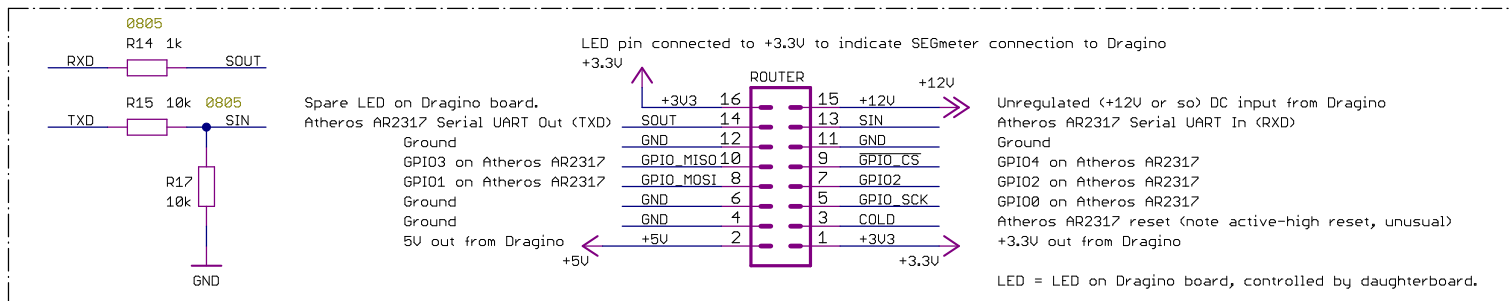 0805
R14 1k
RXD SOUT
R15 10k 0805
TXD SIN
R17
10k
GND
LED pin connected to +3.3V to indicate SEGmeter connection to Dragino
+3.3V
ROUTER
+12V
Spare LED on Dragino board. +3V3 16 15 +12V Unregulated (+12V or so) DC input from Dragino
Atheros AR2317 Serial UART Out (TXD) SOUT 14 13 SIN Atheros AR2317 Serial UART In (RXD)
Ground GND 12 11 GND Ground
GPIO3 on Atheros AR2317 GPIO_MISO 10 9 GPIO_CS GPIO4 on Atheros AR2317
GPIO1 on Atheros AR2317 GPIO_MOSI 8 7 GPIO2 GPIO2 on Atheros AR2317
Ground GND 6 5 GPIO_SCK GPIO0 on Atheros AR2317
Ground GND 4 3 COLD Atheros AR2317 reset (note active-high reset, unusual)
5V out from Dragino +5V 2 1 +3V3 +3.3V out from Dragino
+5V +3.3V
LED = LED on Dragino board, controlled by daughterboard.